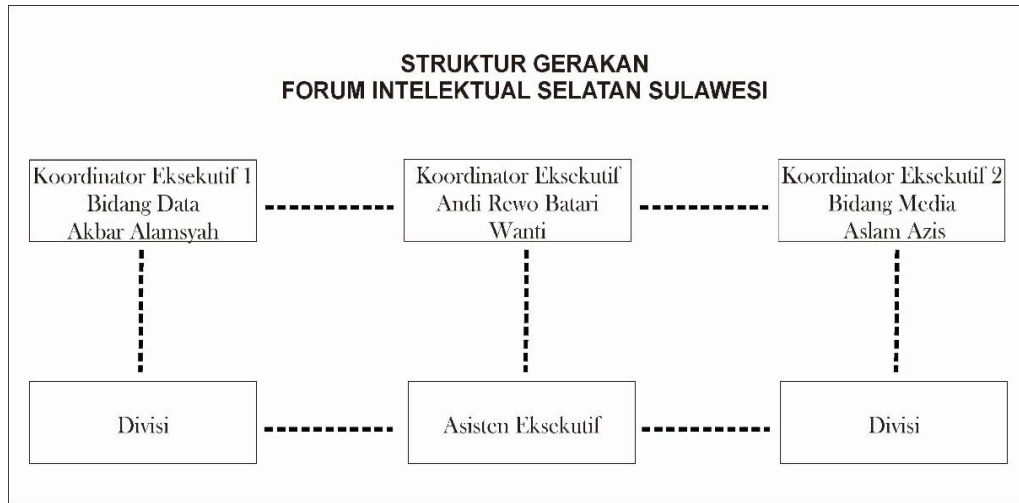 STRUKTUR GERAKAN
FORUM INTELEKTUAL SELATAN SULAWESI
Koordinator Eksekutif 1
Bidang Data
Akbar Alamsyah
Koordinator Eksekutif
Andi Rewo Batari
Wanti
Koordinator Eksekutif 2
Bidang Media
Aslam Azis
Divisi
Asisten Eksekutif
Divisi